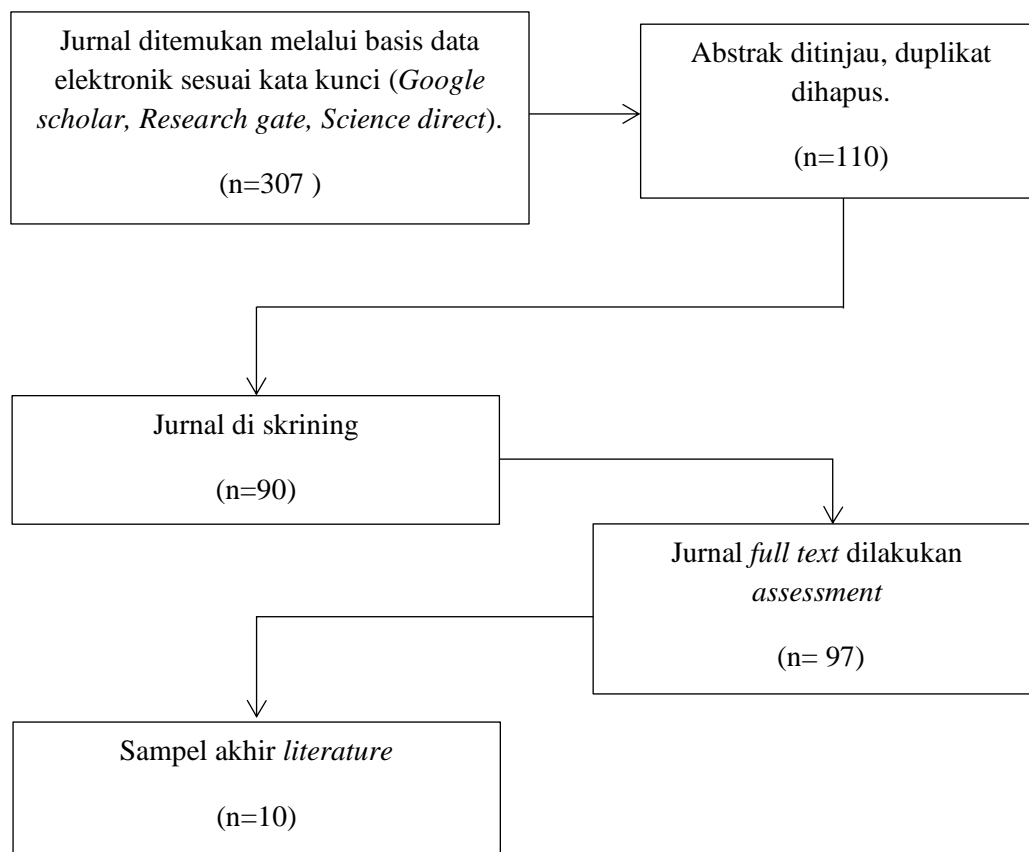 Jurnal ditemukan melalui basis data
elektronik sesuai kata kunci (Google
scholar, Research gate, Science direct).
(n=307 )
Abstrak ditinjau, duplikat
dihapus.
(n=110)
Jurnal di skrining
(n=90)
Jurnal full text dilakukan
assessment
(n= 97)
Sampel akhir literature
(n=10)